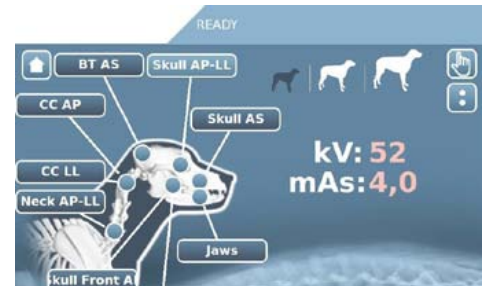 READY
BT AS
Skull AP-LL
CC AP
Skull AS
kV: 52
CC LL
mAs:4,0
Neck AP-LL
Jaws
Skull Front A